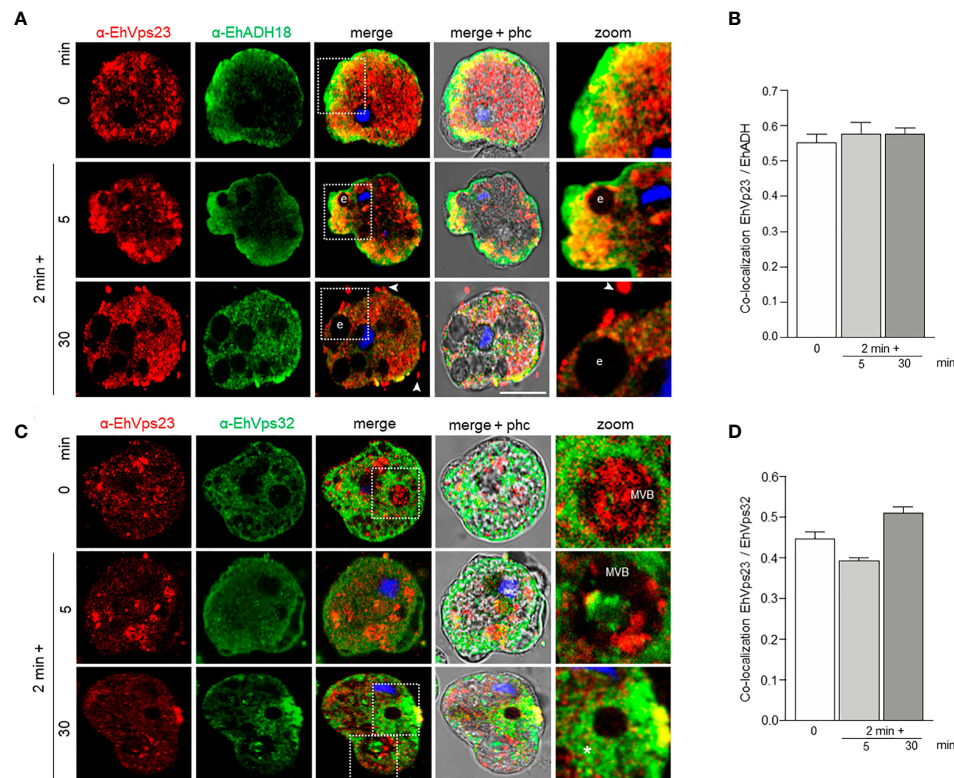 A
α-EhVps23 α-EhADH18 merge merge + phc zoom
min
0
2 min +
5
e
e
30
e
e
B
Co-localization EhVp23 / EhADH
0.7
0.6
0.5
0.4
0.3
0.2
0.1
0.0
0 2 min +
5 30 min
C
α-EhVps23 α-EhVps32 merge merge + phc zoom
min
0
MVB
2 min +
5
MVB
30
*
D
Co-localization EhVps23 / EhVps32
0.6
0.5
0.4
0.3
0.2
0.1
0.0
0 2 min +
5 30 min